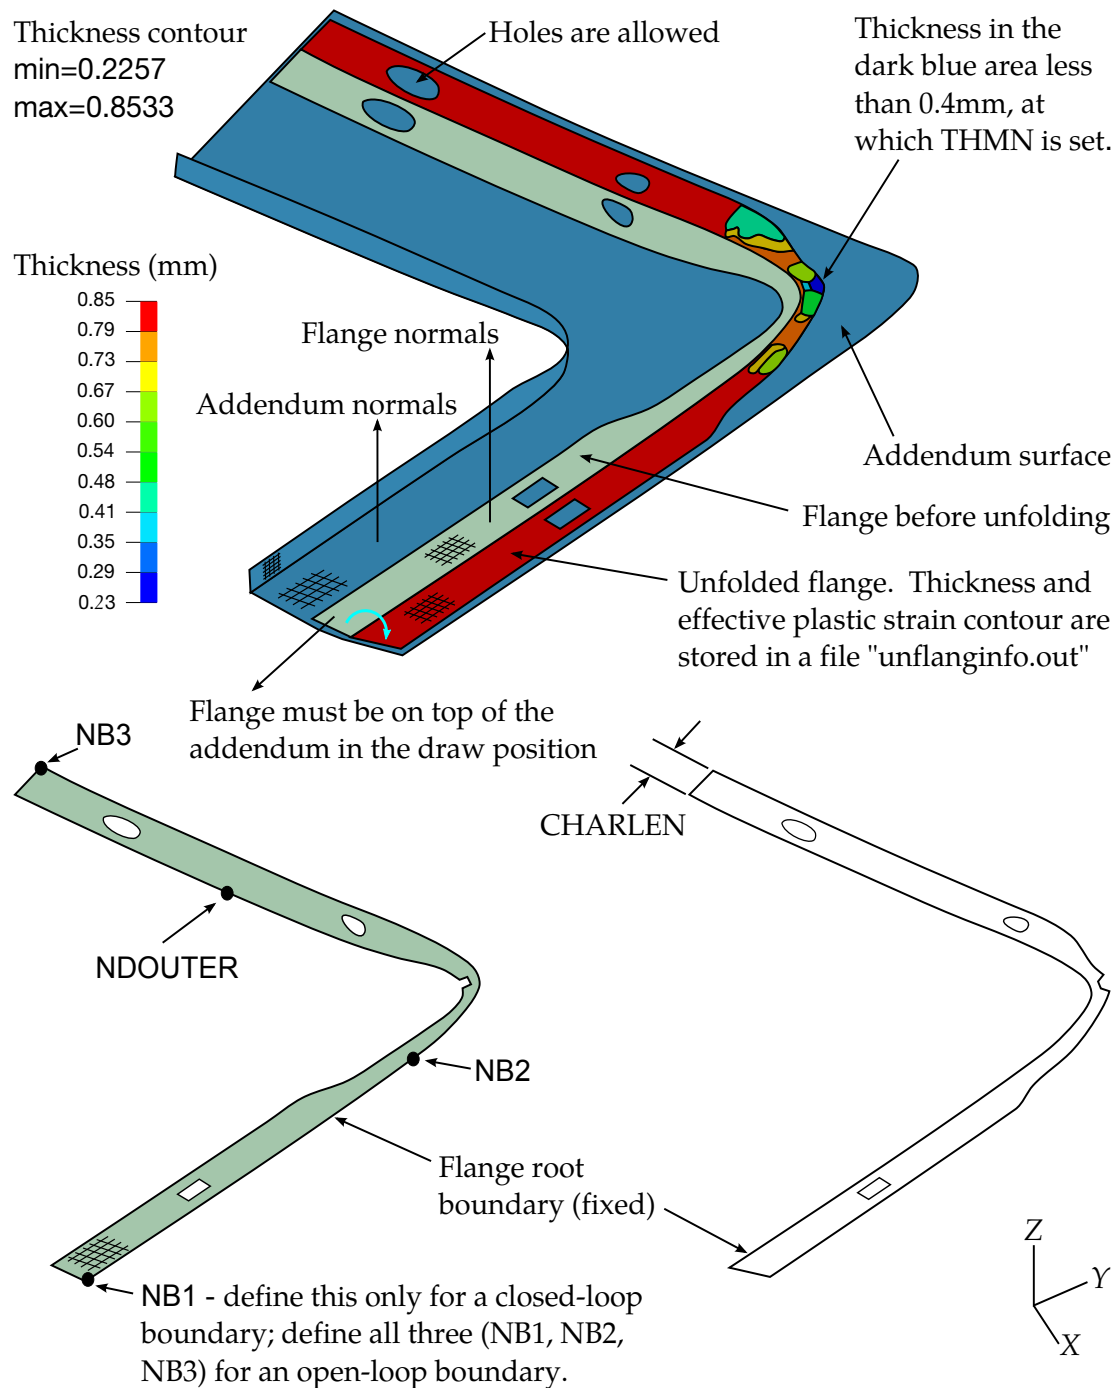 Thickness contour
min=0.2257
max=0.8533
Holes are allowed
Thickness in the
dark blue area less
than 0.4mm, at
which THMN is set.
Thickness (mm)
0.85
0.79
0.73
0.67
0.60
0.54
0.48
0.41
0.35
0.29
0.23
Flange normals
Addendum normals
Addendum surface
Flange before unfolding
Unfolded flange.  Thickness and
effective plastic strain contour are
stored in a file "unflanginfo.out"
Flange must be on top of the
addendum in the draw position
NB3
CHARLEN
NDOUTER
NB2
Flange root
boundary (fixed)
NB1 - define this only for a closed-loop
boundary; define all three (NB1, NB2,
NB3) for an open-loop boundary.
Z
Y
X